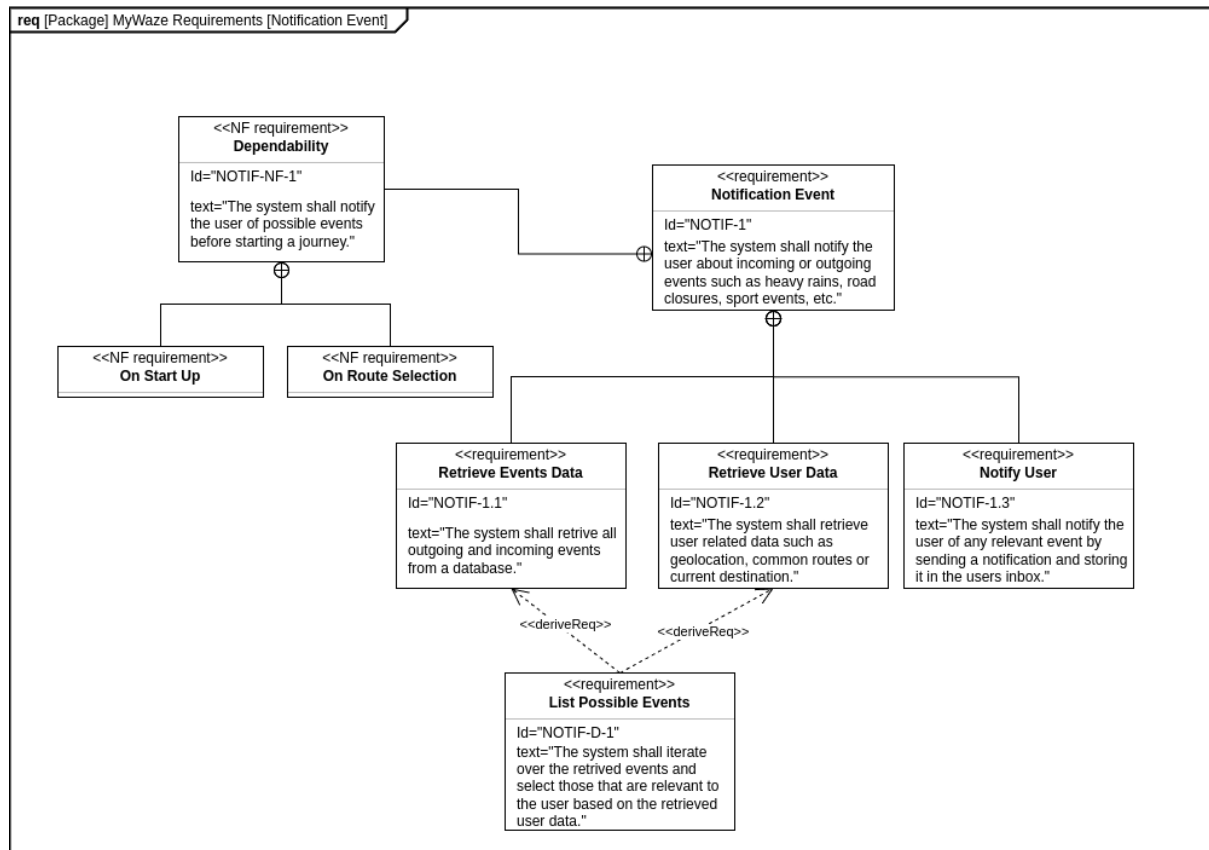 req [Package] MyWaze Requirements [Notification Event]
<<NF requirement>>
Dependability
Id="NOTIF-NF-1"
text="The system shall notify
the user of possible events
before starting a journey."
<<requirement>>
Notification Event
Id="NOTIF-1"
text="The system shall notify the
user about incoming or outgoing
events such as heavy rains, road
closures, sport events, etc."
<<NF requirement>>
On Start Up
<<NF requirement>>
On Route Selection
<<requirement>>
Retrieve Events Data
Id="NOTIF-1.1"
text="The system shall retrive all
outgoing and incoming events
from a database."
<<requirement>>
Retrieve User Data
Id="NOTIF-1.2"
text="The system shall retrieve
user related data such as
geolocation, common routes or
current destination."
<<requirement>>
Notify User
Id="NOTIF-1.3"
text="The system shall notify the
user of any relevant event by
sending a notification and storing
it in the users inbox."
<<deriveReq>>
<<deriveReq>>
<<requirement>>
List Possible Events
Id="NOTIF-D-1"
text="The system shall iterate
over the retrived events and
select those that are relevant to
the user based on the retrieved
user data."